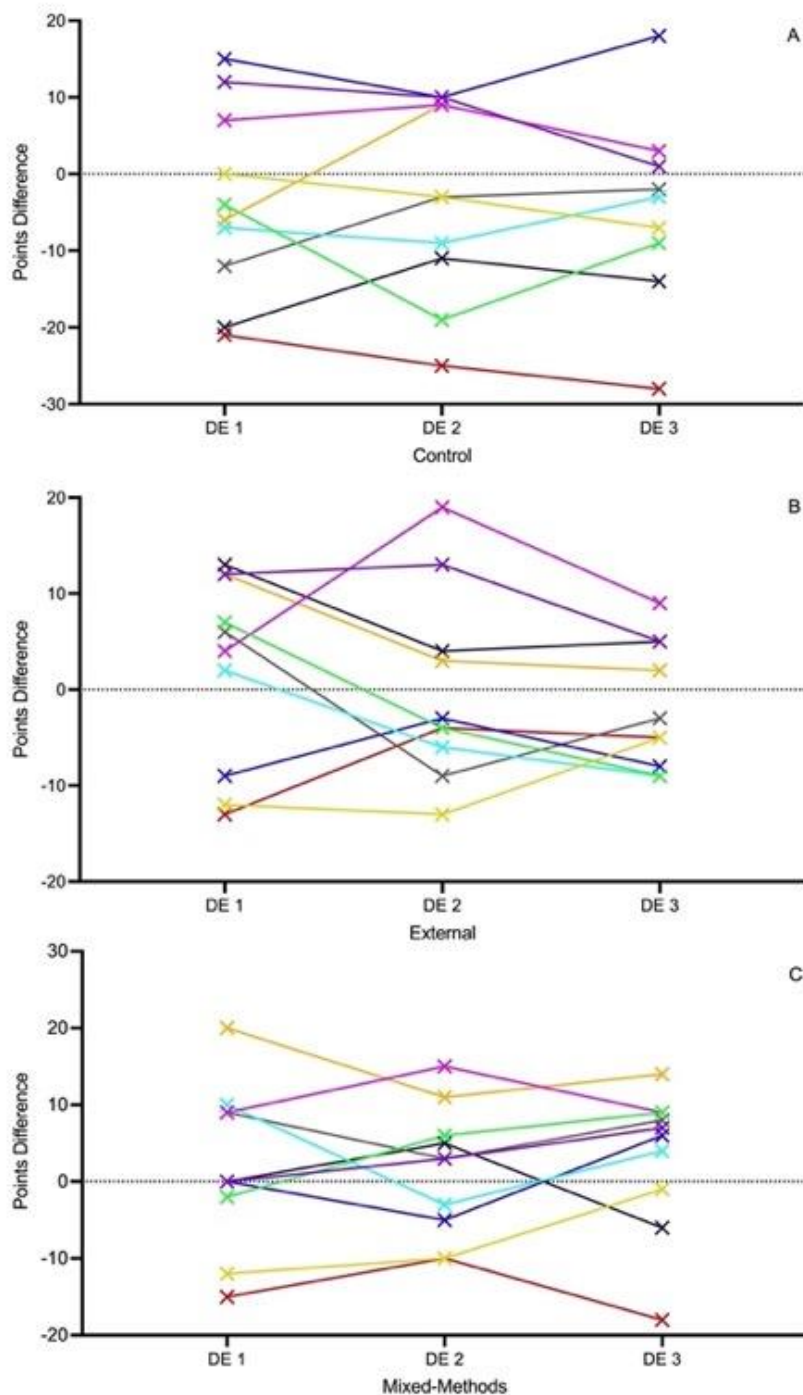 A
20
10
0
-10
-20
-30
Points Difference
DE 1 DE 2 DE 3
Control
B
20
10
0
-10
-20
Points Difference
DE 1 DE 2 DE 3
External
C
30
20
10
0
-10
-20
Points Difference
DE 1 DE 2 DE 3
Mixed-Methods